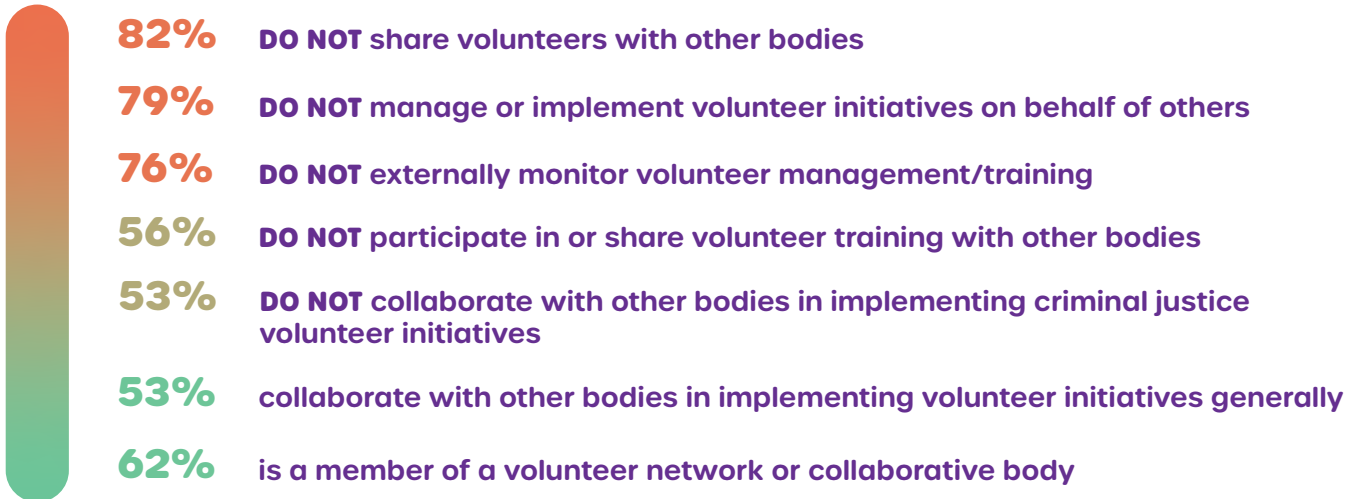 82% DO NOT share volunteers with other bodies
79% DO NOT manage or implement volunteer initiatives on behalf of others
76% DO NOT externally monitor volunteer management/training
56% DO NOT participate in or share volunteer training with other bodies
53% DO NOT collaborate with other bodies in implementing criminal justice
volunteer initiatives
53% collaborate with other bodies in implementing volunteer initiatives generally
62% is a member of a volunteer network or collaborative body